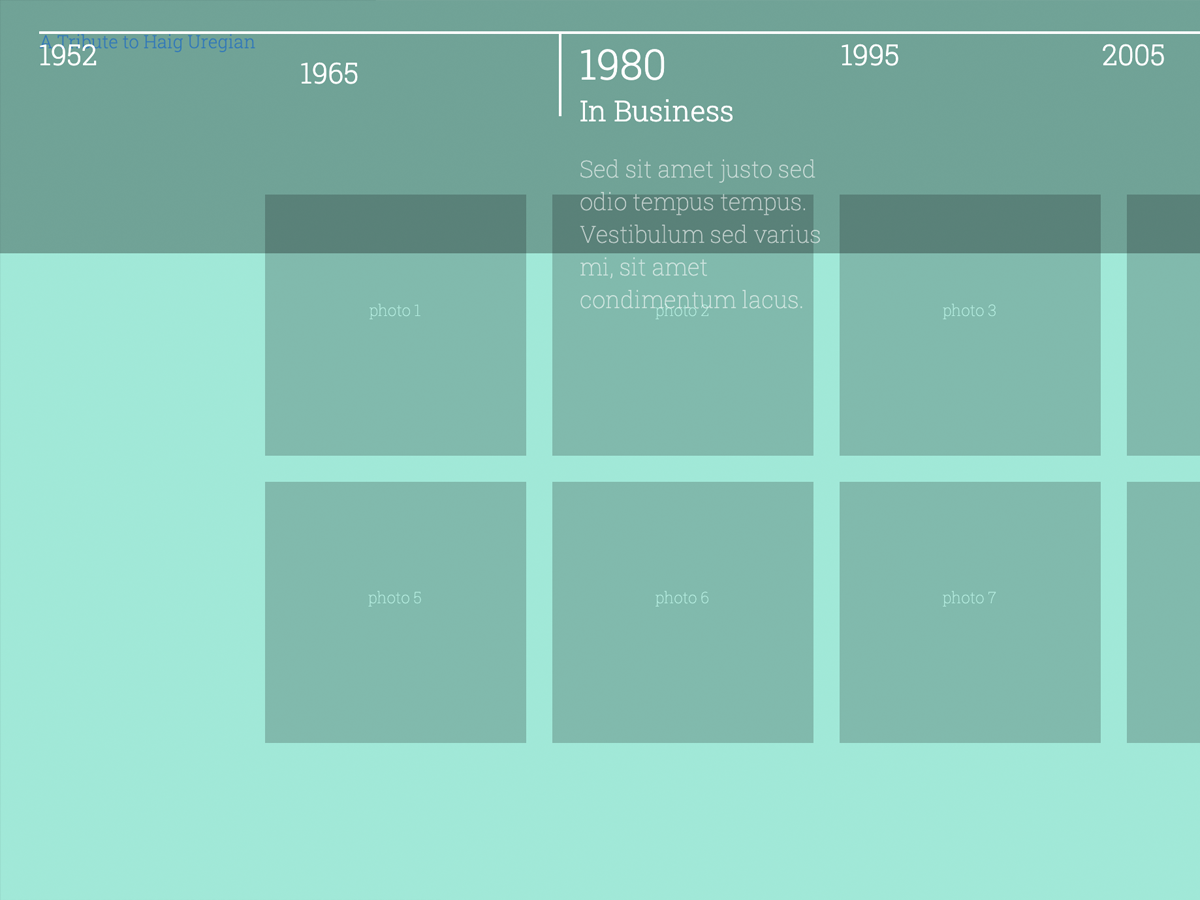 A Tribute to Haig Uregian
1952
1965
1980
1995
2005
In Business
Sed sit amet justo sed
odio tempus tempus.
Vestibulum sed varius
mi, sit amet
condimentum lacus.
photo 1
photo 2
photo 3
photo 5
photo 6
photo 7